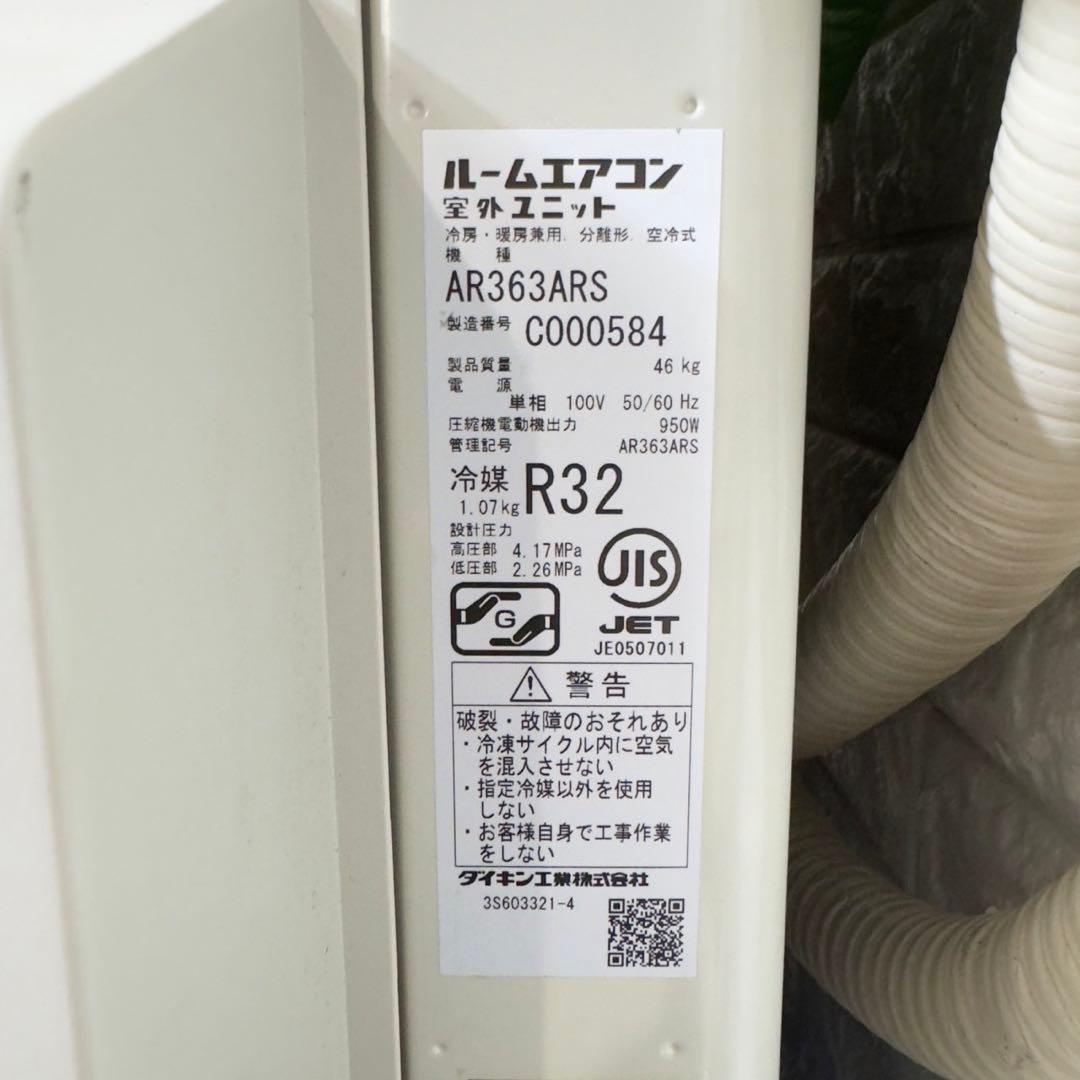 ルームエアコン
室外ユニット
冷房・暖房兼用. 分離形. 空冷式
機 種
AR363ARS
製造番号 C000584
製品質量 46 kg
電 源
単相 100V 50/60 Hz
圧縮機電動機出力 950W
管理記号 AR363ARS
冷媒 R32
1.07kg
設計圧力
高圧部 4.17MPa
低圧部 2.26MPa
JIS
G
JET
JE0507011
警告
破裂・故障のおそれあり
・冷凍サイクル内に空気
を混入させない
・指定冷媒以外を使用
しない
・お客様自身で工事作業
をしない
ダイキン工業株式会社
3S603321-4